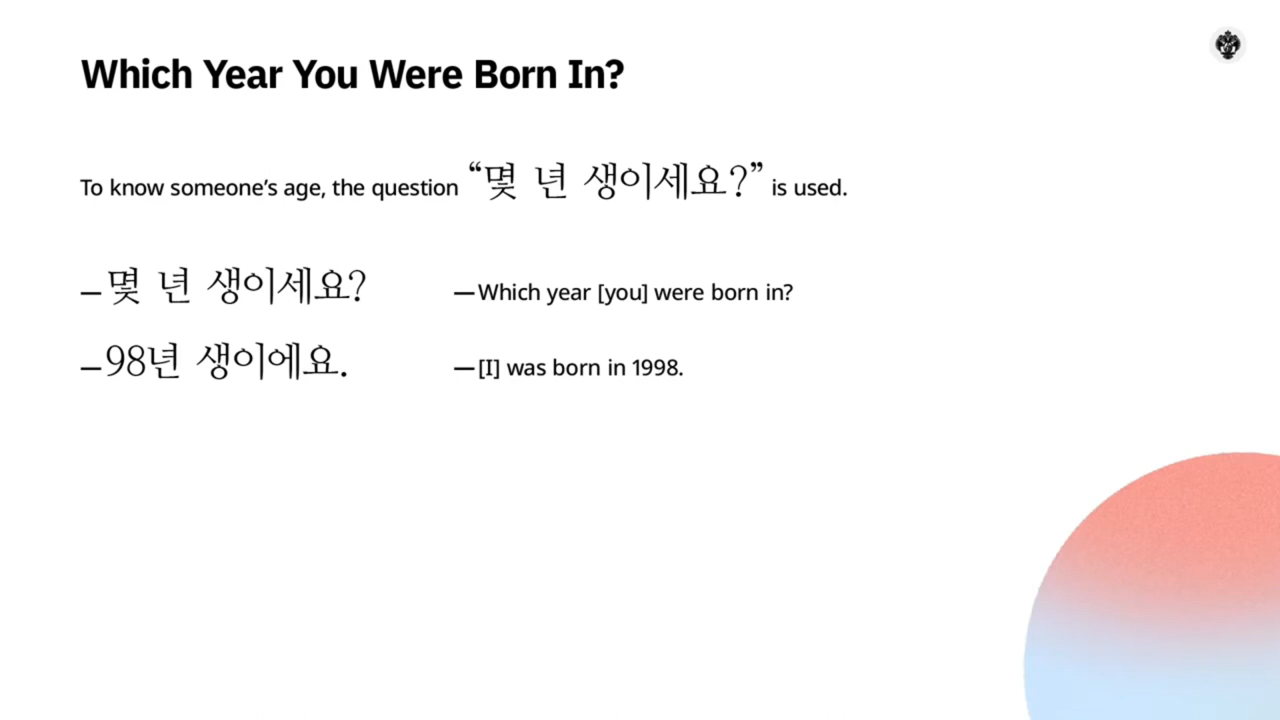 Which Year You Were Born In?
To know someone’s age, the question “몇 년 생이세요?” is used.
—몇 년 생이세요? —Which year [you] were born in?
—98년 생이에요. —[I] was born in 1998.